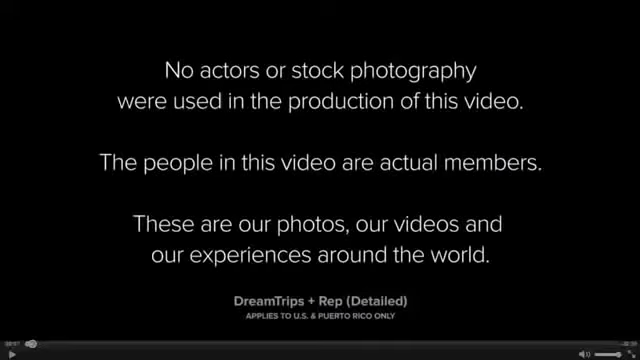 No actors or stock photography
were used in the production of this video.
The people in this video are actual members.
These are our photos, our videos and
our experiences around the world.
DreamTrips + Rep (Detailed)
APPLIES TO U.S. & PUERTO RICO ONLY